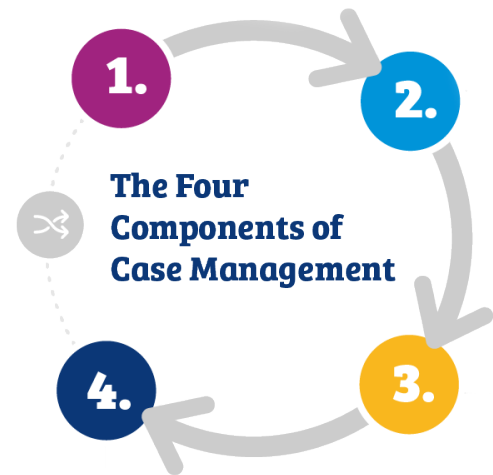 1.
2.
The Four
Components of
Case Management
4.
3.